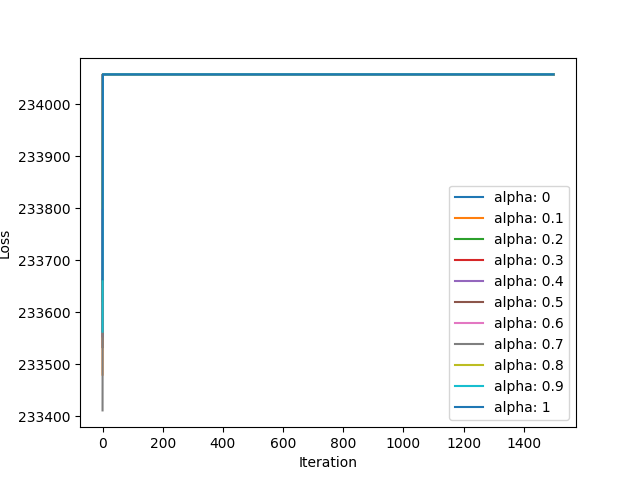 234000
233900
233800
233700
233600
233500
233400
Loss
0
200
400
600
800
1000
1200
1400
Iteration
alpha: 0
alpha: 0.1
alpha: 0.2
alpha: 0.3
alpha: 0.4
alpha: 0.5
alpha: 0.6
alpha: 0.7
alpha: 0.8
alpha: 0.9
alpha: 1